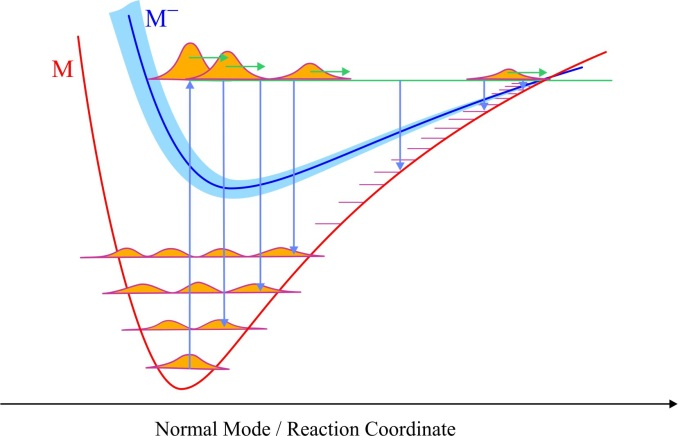 M⁻
M
Normal Mode / Reaction Coordinate